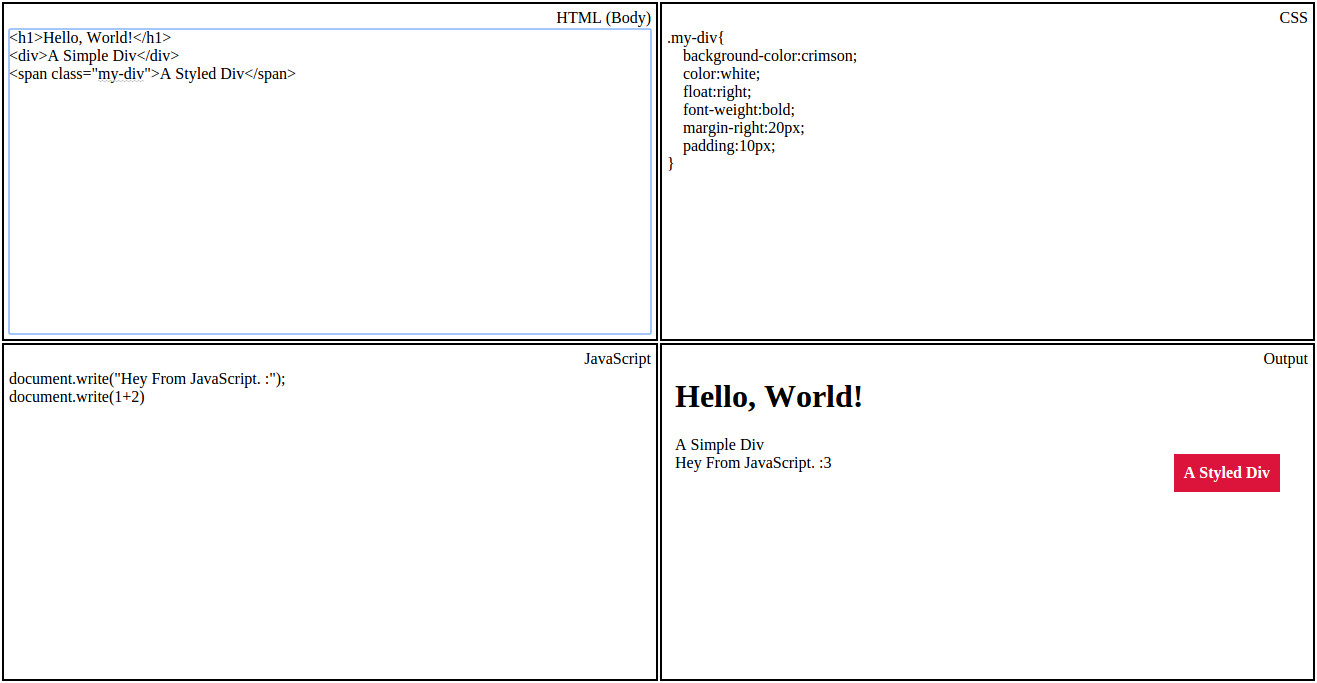 HTML (Body)
<h1>Hello, World!</h1>
<div>A Simple Div</div>
<span class="my-div">A Styled Div</span>
CSS
.my-div{
    background-color:crimson;
    color:white;
    float:right;
    font-weight:bold;
    margin-right:20px;
    padding:10px;
}
JavaScript
document.write("Hey From JavaScript. :");
document.write(1+2)
Output
Hello, World!
A Simple Div
Hey From JavaScript. :3
A Styled Div